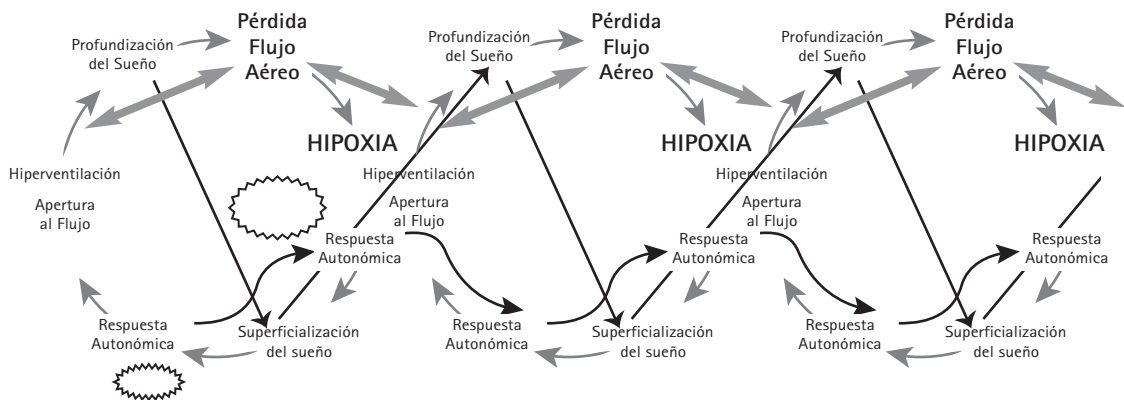 Profundización
del Sueño
Pérdida
Flujo
Aéreo
HIPOXIA
Hiperventilación
Apertura
al Flujo
Respuesta
Autonómica
Respuesta
Autonómica
Superficialización
del sueño
Profundización
del Sueño
Pérdida
Flujo
Aéreo
HIPOXIA
Hiperventilación
Apertura
al Flujo
Respuesta
Autonómica
Respuesta
Autonómica
Superficialización
del sueño
Profundización
del Sueño
Pérdida
Flujo
Aéreo
HIPOXIA
Hiperventilación
Apertura
al Flujo
Respuesta
Autonómica
Respuesta
Autonómica
Superficialización
del sueño